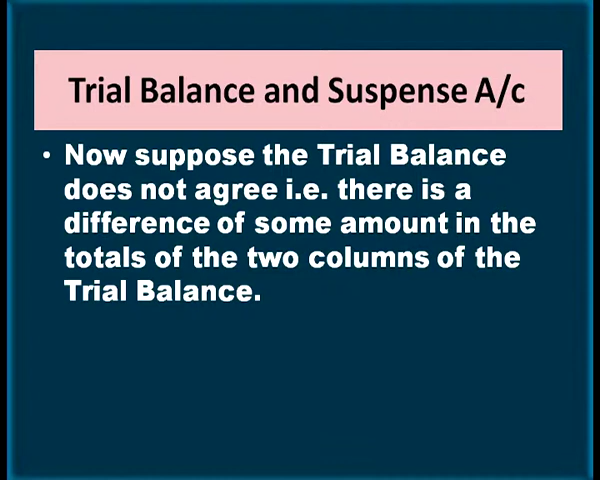 Trial Balance and Suspense A/c
• Now suppose the Trial Balance
does not agree i.e. there is a
difference of some amount in the
totals of the two columns of the
Trial Balance.